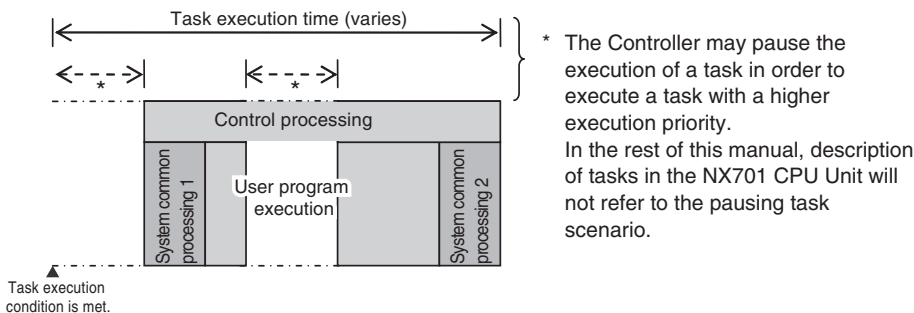 Task execution time (varies)
*
*
Control processing
System common
processing 1
User program
execution
System common
processing 2
Task execution
condition is met.
* The Controller may pause the
execution of a task in order to
execute a task with a higher
execution priority.
In the rest of this manual, description
of tasks in the NX701 CPU Unit will
not refer to the pausing task
scenario.